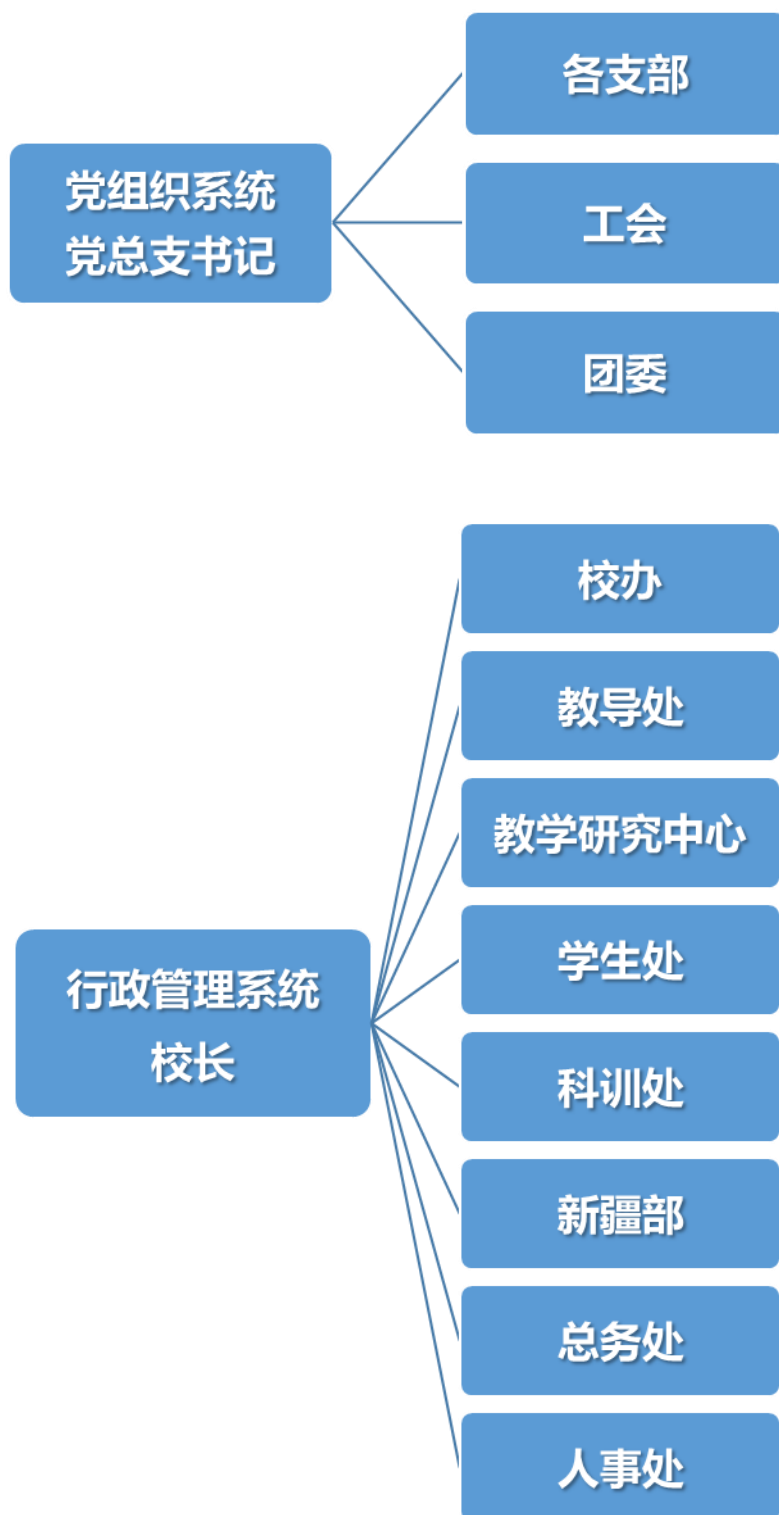 党组织系统
党总支书记
各支部
工会
团委
行政管理系统
校长
校办
教导处
教学研究中心
学生处
科训处
新疆部
总务处
人事处